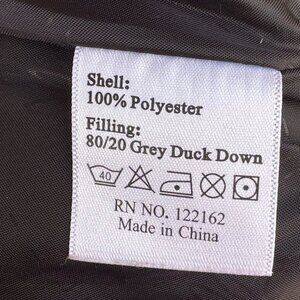 Shell:
100% Polyester
Filling:
80/20 Grey Duck Down
40
RN NO. 122162
Made in China